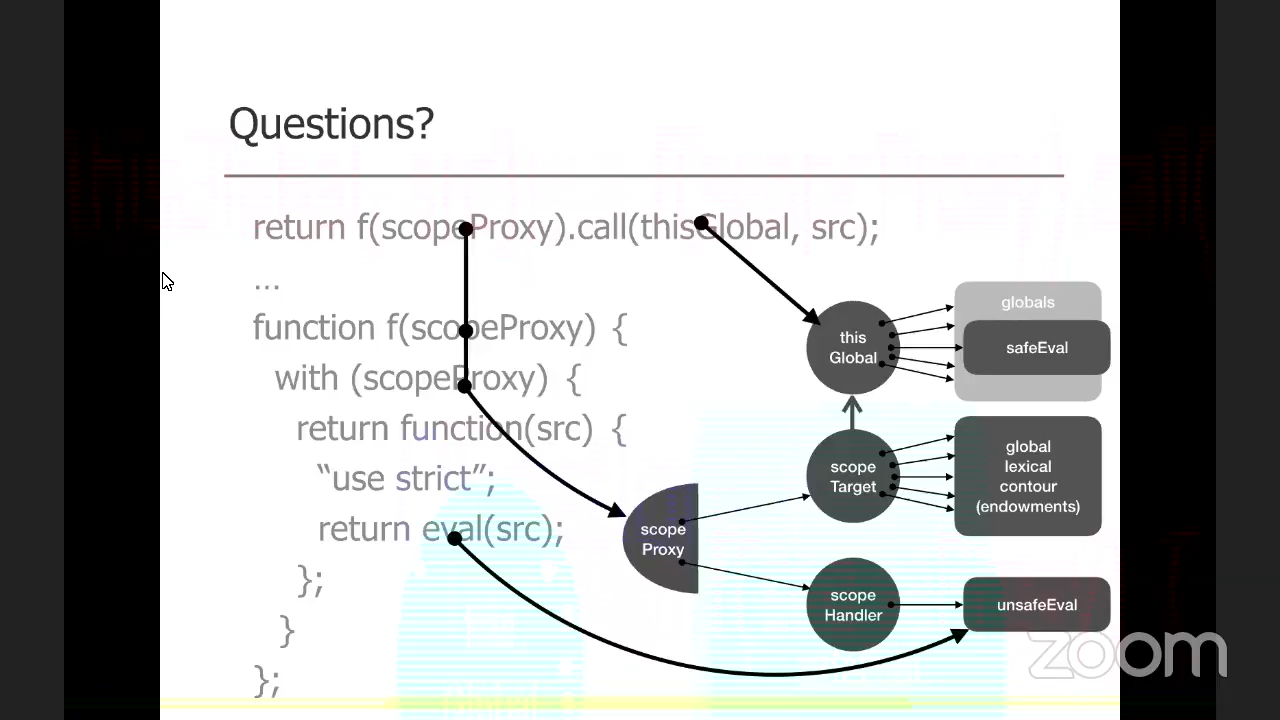 Questions?
return f(scopeProxy).call(thisGlobal, src);
...
function f(scopeProxy) {
with (scopeProxy) {
return function(src) {
“use strict”;
return eval(src);
};
}
};
this
Global
globals
safeEval
scope
Target
global
lexical
contour
(endowments)
scope
Proxy
scope
Handler
unsafeEval
zoom